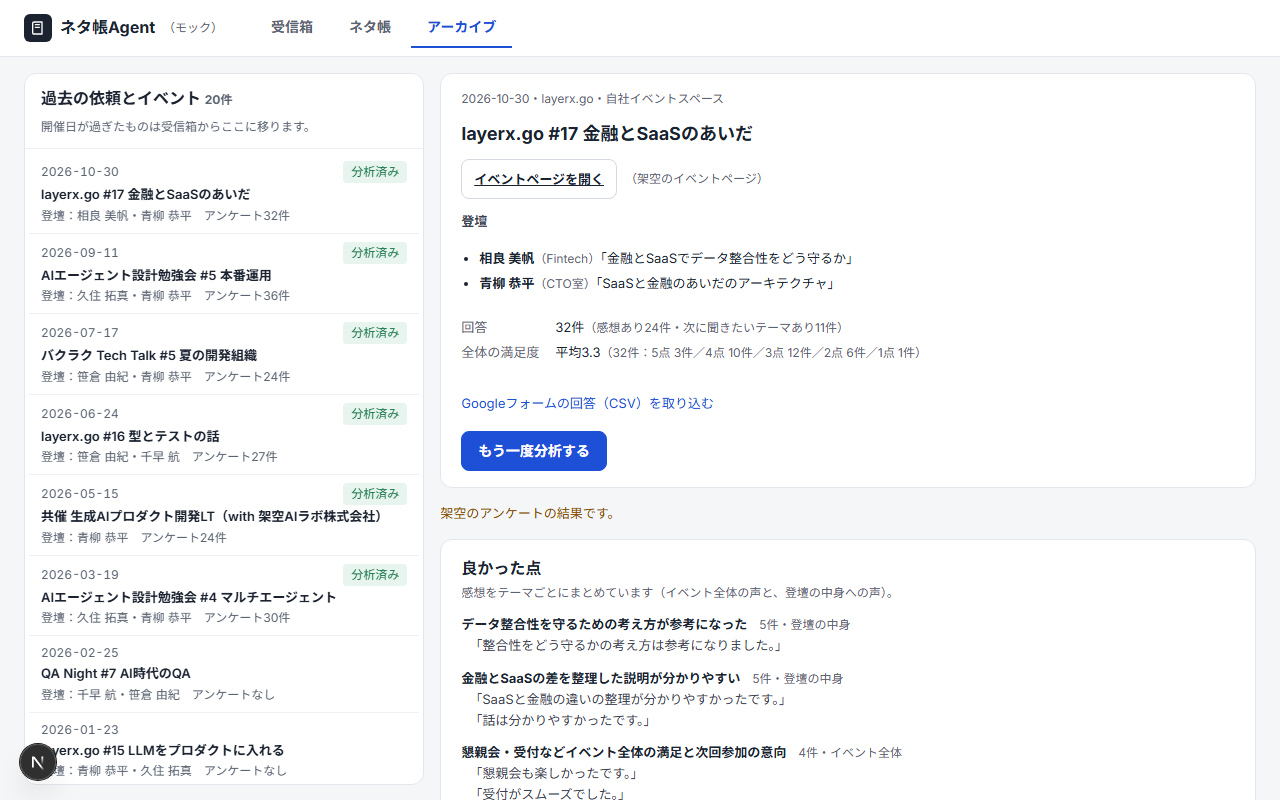 ネタ帳Agent （モック） 受信箱 ネタ帳 アーカイブ
過去の依頼とイベント 20件
開催日が過ぎたものは受信箱からここに移ります。
2026-10-30 分析済み
layerx.go #17 金融とSaaSのあいだ
登壇：相良 美帆・青柳 恭平 アンケート32件
2026-09-11 分析済み
AIエージェント設計勉強会 #5 本番運用
登壇：久住 拓真・青柳 恭平 アンケート36件
2026-07-17 分析済み
バクラク Tech Talk #5 夏の開発組織
登壇：笹倉 由紀・青柳 恭平 アンケート24件
2026-06-24 分析済み
layerx.go #16 型とテストの話
登壇：笹倉 由紀・千早 航 アンケート27件
2026-05-15 分析済み
共催 生成AIプロダクト開発LT（with 架空AIラボ株式会社）
登壇：青柳 恭平 アンケート24件
2026-03-19 分析済み
AIエージェント設計勉強会 #4 マルチエージェント
登壇：久住 拓真・青柳 恭平 アンケート30件
2026-02-25
QA Night #7 AI時代のQA
登壇：千早 航・笹倉 由紀 アンケートなし
2026-01-23
yerx.go #15 LLMをプロダクトに入れる
壇：青柳 恭平・久住 拓真 アンケートなし
N
2026-10-30・layerx.go・自社イベントスペース
layerx.go #17 金融とSaaSのあいだ
イベントページを開く （架空のイベントページ）
登壇
相良 美帆（Fintech）「金融とSaaSでデータ整合性をどう守るか」
青柳 恭平（CTO室）「SaaSと金融のあいだのアーキテクチャ」
回答 32件（感想あり24件・次に聞きたいテーマあり11件）
全体の満足度 平均3.3（32件：5点 3件／4点 10件／3点 12件／2点 6件／1点 1件）
Googleフォームの回答（CSV）を取り込む
もう一度分析する
架空のアンケートの結果です。
良かった点
感想をテーマごとにまとめています（イベント全体の声と、登壇の中身への声）。
データ整合性を守るための考え方が参考になった 5件・登壇の中身
「整合性をどう守るかの考え方は参考になりました。」
金融とSaaSの差を整理した説明が分かりやすい 5件・登壇の中身
「SaaSと金融の違いの整理が分かりやすかったです。」
「話は分かりやすかったです。」
懇親会・受付などイベント全体の満足と次回参加の意向 4件・イベント全体
「懇親会も楽しかったです。」
「受付がスムーズでした。」